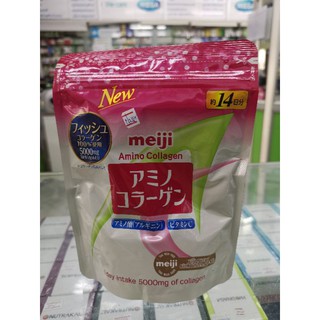 New
約14日分
フィッシュ
コラーゲン
100%使用
5000mg
meiji
Amino Collagen
アミノ
コラーゲン
アミノ酸(アルギニン)
ビタミンC
meiji
intake 5000mg of collagen